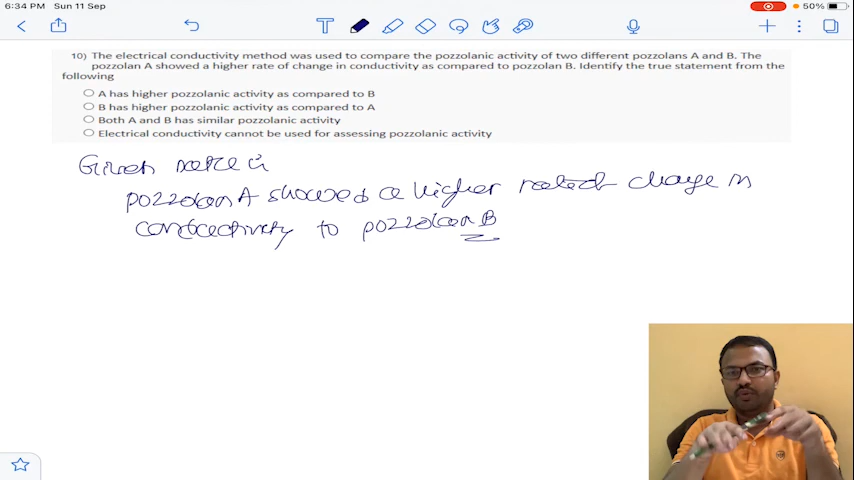 6:34 PM Sun 11 Sep
50%
10) The electrical conductivity method was used to compare the pozzolanic activity of two different pozzolans A and B. The
pozzolan A showed a higher rate of change in conductivity as compared to pozzolan B. Identify the true statement from the
following
A has higher pozzolanic activity as compared to B
B has higher pozzolanic activity as compared to A
Both A and B has similar pozzolanic activity
Electrical conductivity cannot be used for assessing pozzolanic activity
Given
pozzolan A showed a higher rate of change in
conductivity to pozzolan B